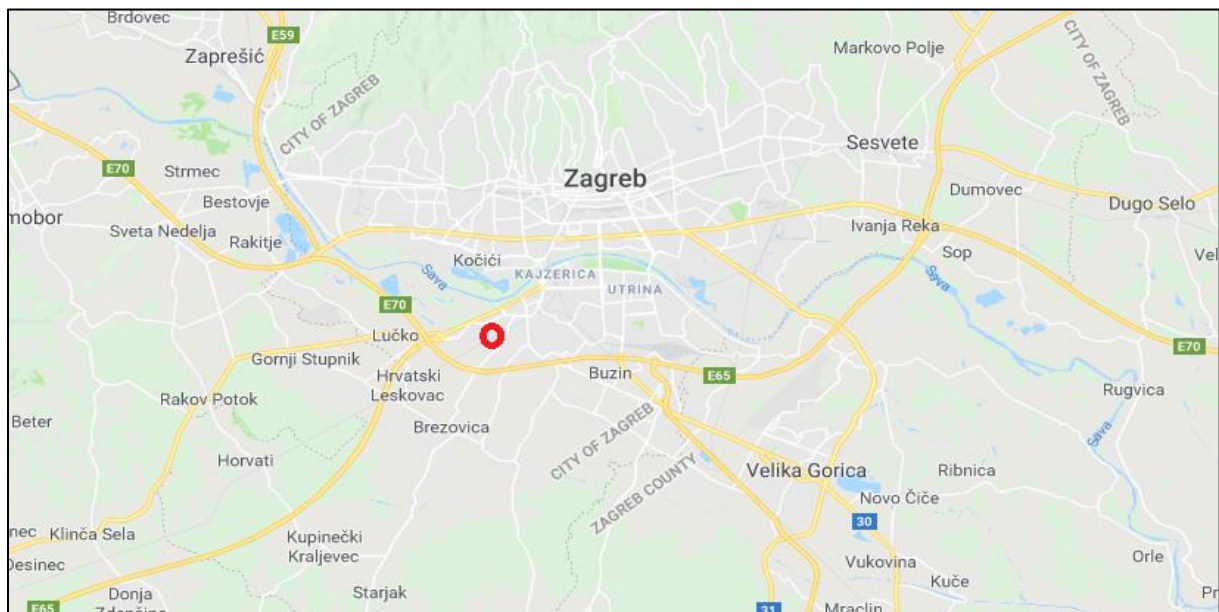 Brdovec
E59
Zaprešić
CITY OF ZAGREB
Markovo Polje
CITY OF ZAGREB
Sesvete
E70
Strmec
Zagreb
Dumovec
Bestovje
mobor
Dugo Selo
Sveta Nedelja
Rakitje
Ivanja Reka
Sop
Vel
Kočići
KAJZERICA
Sava
UTRINA
Sava
E70
Lučko
E70
Gornji Stupnik
Hrvatski
Leskovac
Buzin
E65
Rugvica
Rakov Potok
Beter
Brezovica
CITY OF ZAGREB
Sava
Horvati
Velika Gorica
Ribnica
ZAGREB COUNTY
Novo Čiče
nec
Klinča Sela
30
Kupinečki
Kraljevec
Desinec
Vukovina
Orle
Kuče
Donja
Starjak
Pr
E65
Zdenčina
31
Mraclin